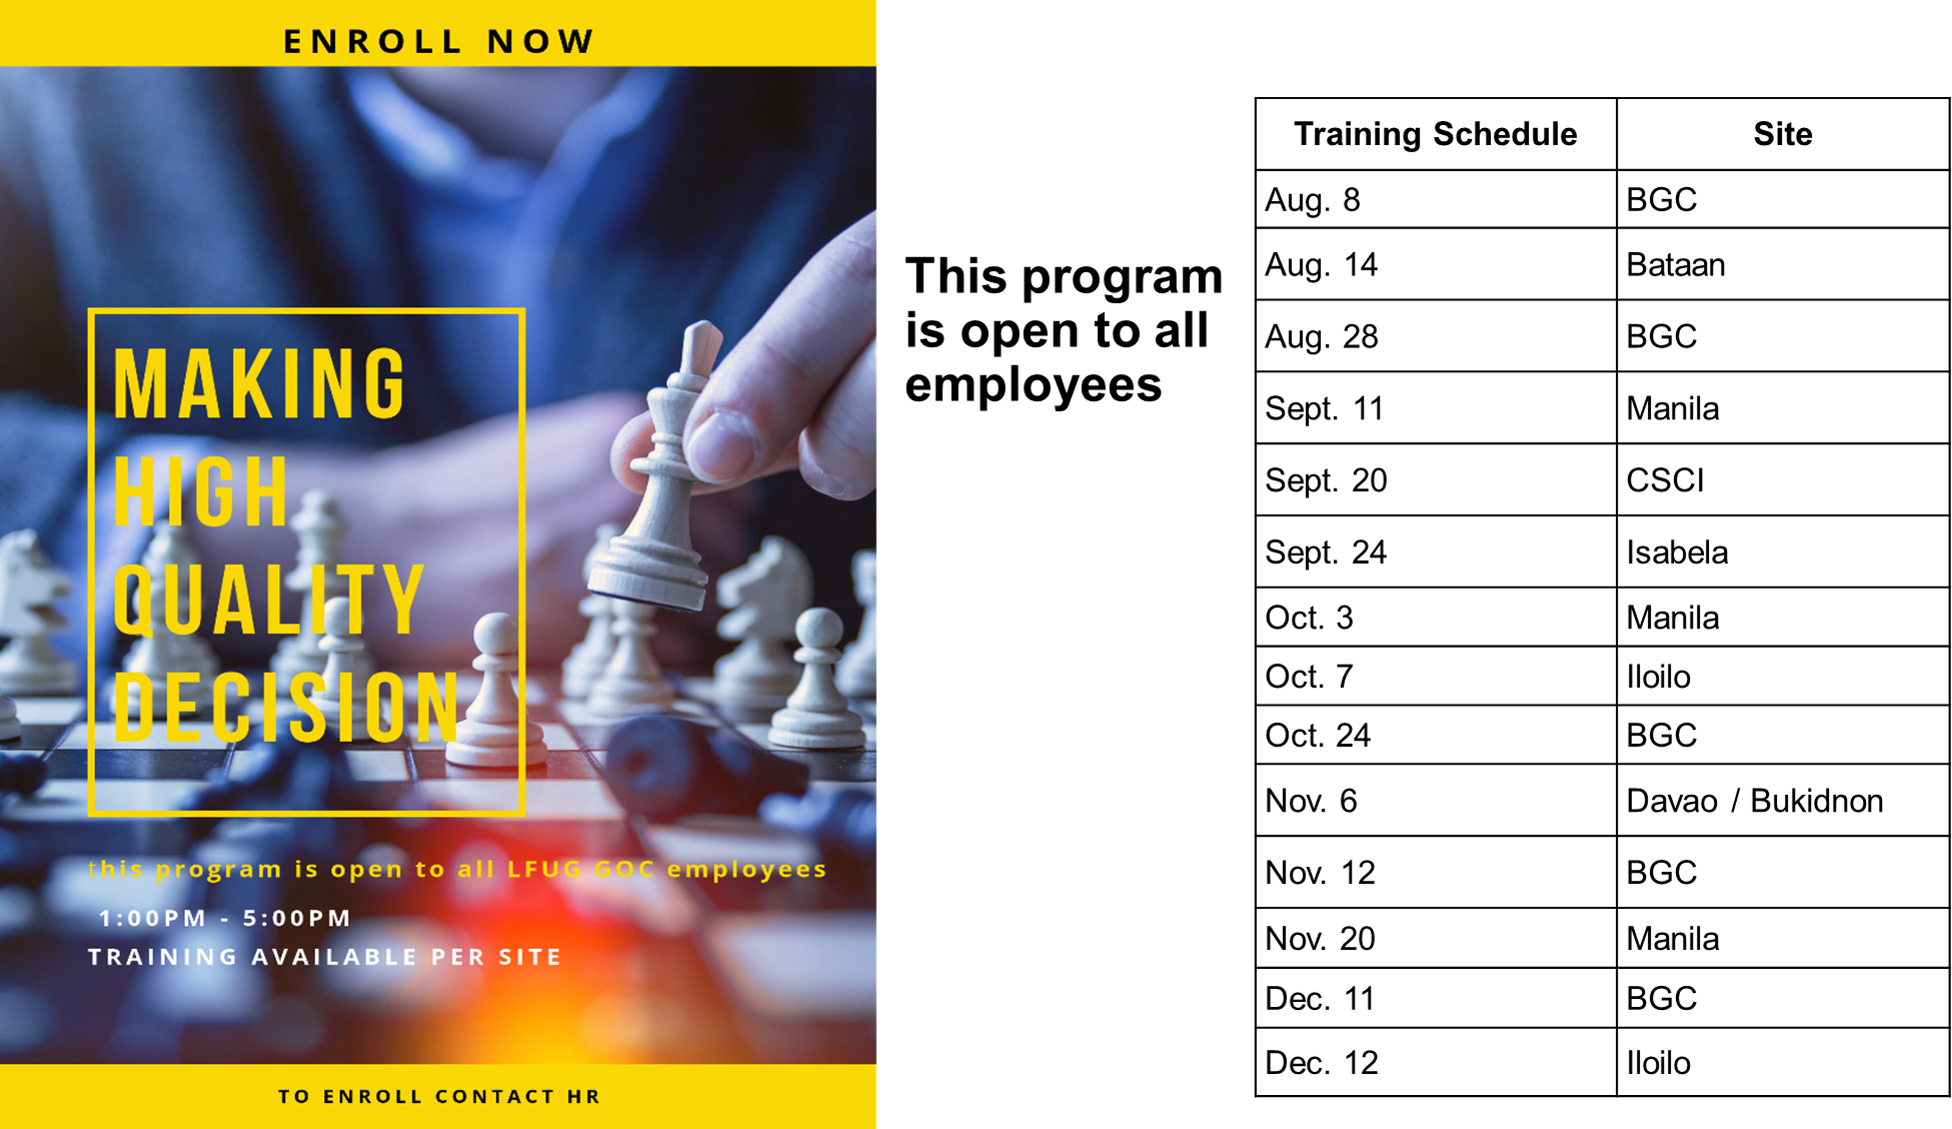 ENROLL NOW
MAKING
HIGH
QUALITY
DECISION
this program is open to all LFUG GOC employees
1:00PM - 5:00PM
TRAINING AVAILABLE PER SITE
TO ENROLL CONTACT HR
This program
is open to all
employees
Training Schedule Site
Aug. 8 BGC
Aug. 14 Bataan
Aug. 28 BGC
Sept. 11 Manila
Sept. 20 CSCI
Sept. 24 Isabela
Oct. 3 Manila
Oct. 7 Iloilo
Oct. 24 BGC
Nov. 6 Davao / Bukidnon
Nov. 12 BGC
Nov. 20 Manila
Dec. 11 BGC
Dec. 12 Iloilo